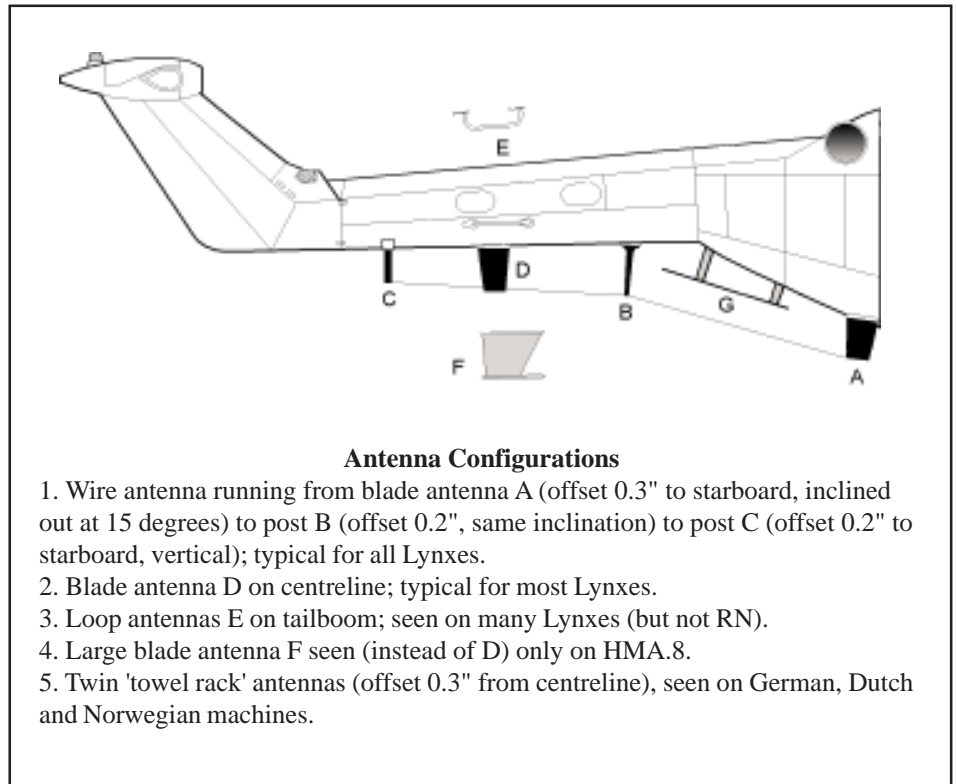 E
D
C
B
G
F
A
Antenna Configurations
1. Wire antenna running from blade antenna A (offset 0.3" to starboard, inclined
out at 15 degrees) to post B (offset 0.2", same inclination) to post C (offset 0.2" to
starboard, vertical); typical for all Lynxes.
2. Blade antenna D on centreline; typical for most Lynxes.
3. Loop antennas E on tailboom; seen on many Lynxes (but not RN).
4. Large blade antenna F seen (instead of D) only on HMA.8.
5. Twin 'towel rack' antennas (offset 0.3" from centreline), seen on German, Dutch
and Norwegian machines.